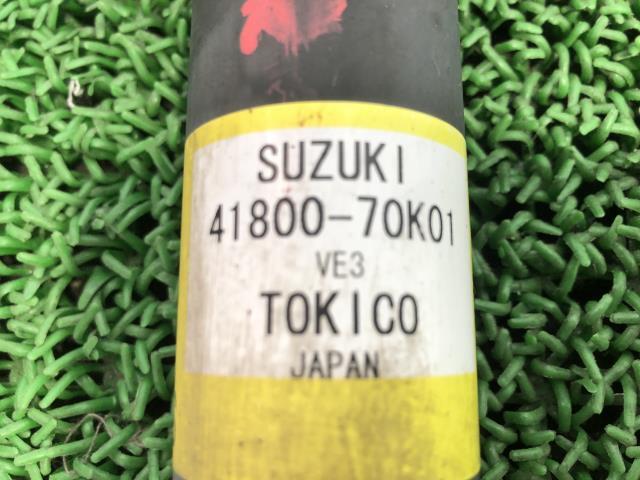 SUZUKI
41800-70K01
VE3
TOKICO
JAPAN